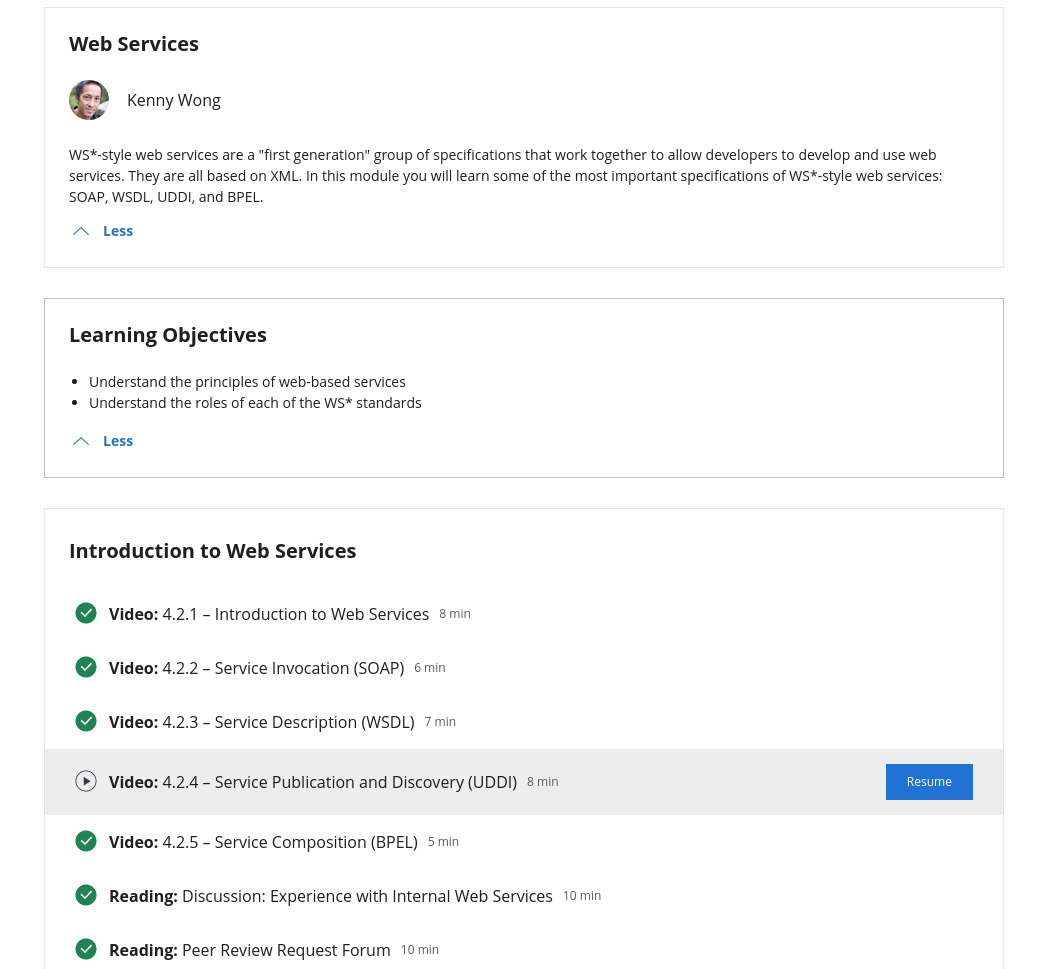 Web Services
Kenny Wong
WS*-style web services are a "first generation" group of specifications that work together to allow developers to develop and use web
services. They are all based on XML. In this module you will learn some of the most important specifications of WS*-style web services:
SOAP, WSDL, UDDI, and BPEL.
Less
Learning Objectives
Understand the principles of web-based services
Understand the roles of each of the WS* standards
Less
Introduction to Web Services
Video: 4.2.1 – Introduction to Web Services 8 min
Video: 4.2.2 – Service Invocation (SOAP) 6 min
Video: 4.2.3 – Service Description (WSDL) 7 min
Video: 4.2.4 – Service Publication and Discovery (UDDI) 8 min Resume
Video: 4.2.5 – Service Composition (BPEL) 5 min
Reading: Discussion: Experience with Internal Web Services 10 min
Reading: Peer Review Request Forum 10 min